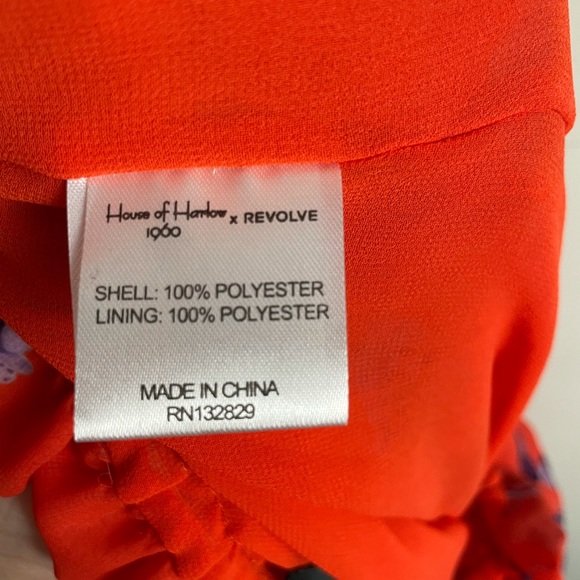 House of Harlow x REVOLVE
1960
SHELL: 100% POLYESTER
LINING: 100% POLYESTER
MADE IN CHINA
RN132829